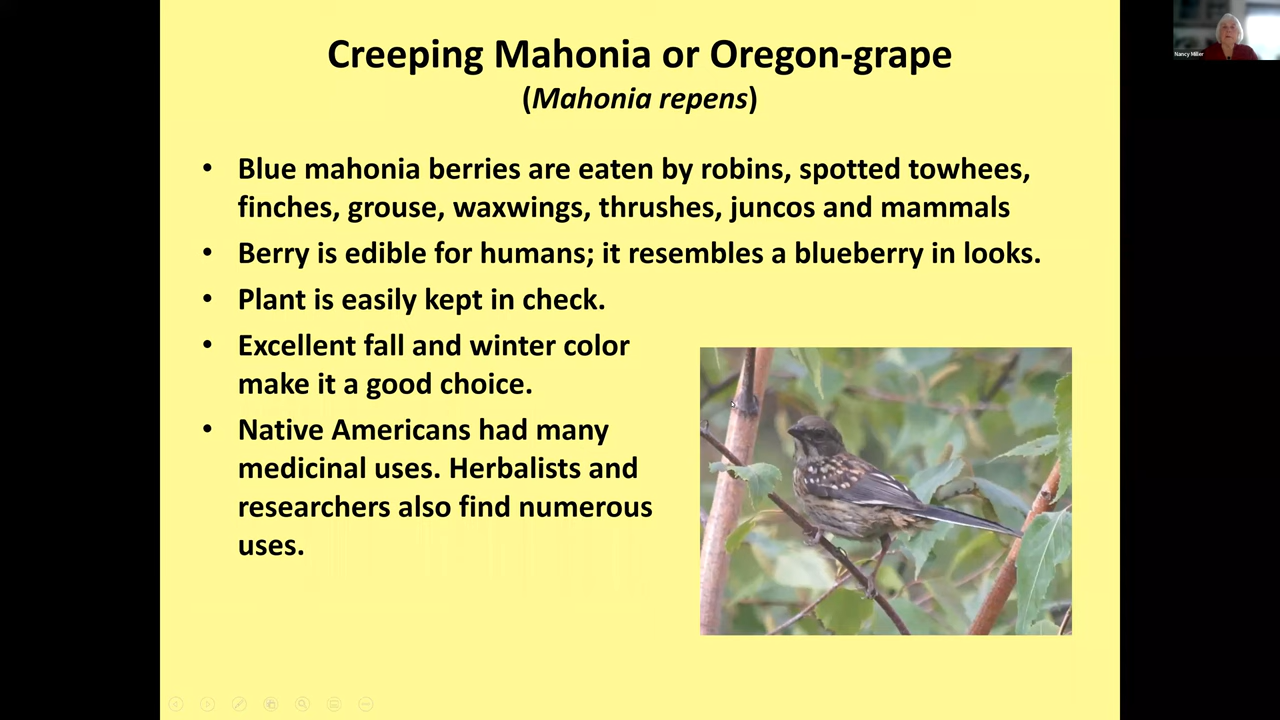 Creeping Mahonia or Oregon-grape
(Mahonia repens)
• Blue mahonia berries are eaten by robins, spotted towhees,
finches, grouse, waxwings, thrushes, juncos and mammals
• Berry is edible for humans; it resembles a blueberry in looks.
• Plant is easily kept in check.
• Excellent fall and winter color
make it a good choice.
• Native Americans had many
medicinal uses. Herbalists and
researchers also find numerous
uses.
Nancy Miller